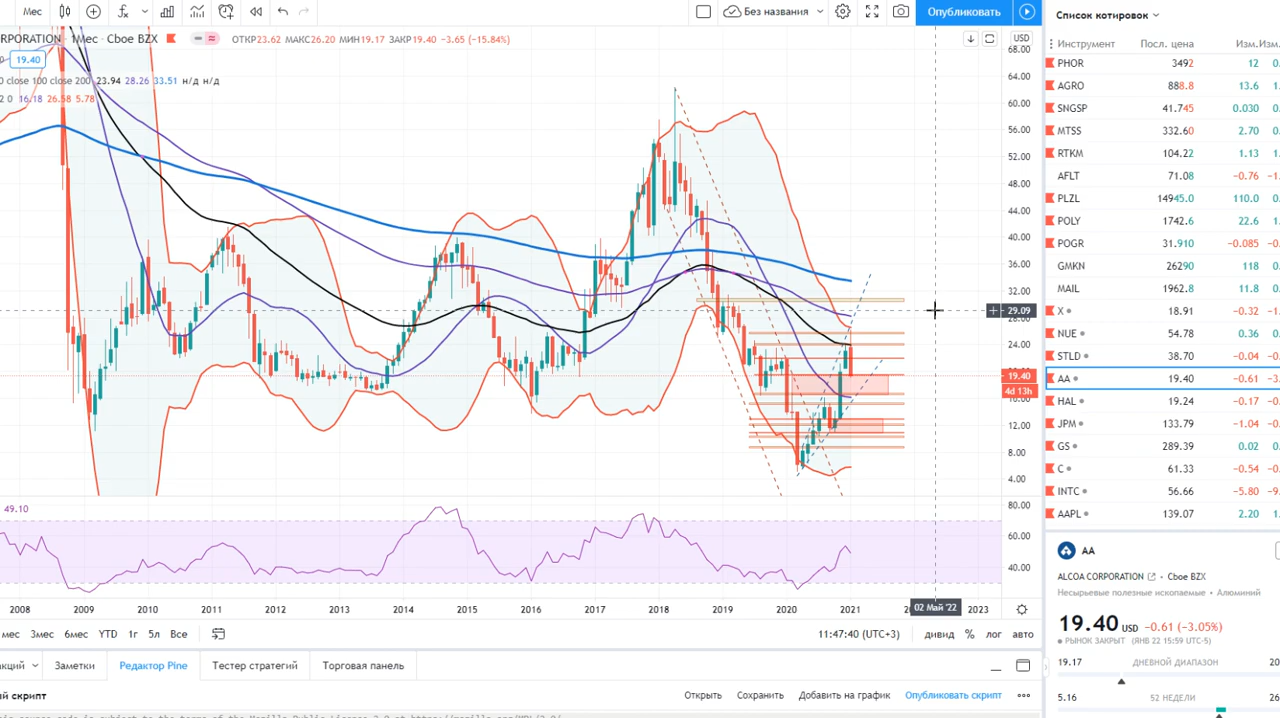 Мес
Без названия
Опубликовать
Список котировок
CORPORATION 1Мес Cboe BZX
ОТКР23.62 МАКС26.20 МИН19.17 ЗАКР19.40 −3.65 (−15.84%)
USD
19.40
0 close 100 close 200 23.94 28.26 33.51 н/д н/д
2 0 16.18 26.58 5.78
68.00
64.00
60.00
56.00
52.00
48.00
44.00
40.00
36.00
32.00
29.09
28.00
24.00
19.40
4d 13h
16.00
12.00
8.00
4.00
49.10
80.00
60.00
40.00
2008 2009 2010 2011 2012 2013 2014 2015 2016 2017 2018 2019 2020 2021 02 Май '22 2023
мес 3мес 6мес YTD 1г 5л Все
11:47:40 (UTC+3) дивид % лог авто
Заметки Редактор Pine Тестер стратегий Торговая панель
й скрипт
Открыть Сохранить Добавить на график Опубликовать скрипт
Инструмент Посл. цена Изм. Изм.
PHOR 3492 12
AGRO 888.8 13.6
SNGSP 41.745 0.030
MTSS 332.60 2.70
RTKM 104.22 1.13
AFLT 71.08 −0.76
PLZL 14945.0 110.0
POLY 1742.6 22.6
POGR 31.910 −0.085
GMKN 26290 118
MAIL 1962.8 11.8
X 18.91 −0.32
NUE 54.78 0.36
STLD 38.70 −0.04
AA 19.40 −0.61
HAL 19.24 −0.17
JPM 133.79 −1.04
GS 289.39 0.02
C 61.33 −0.54
INTC 56.66 −5.80
AAPL 139.07 2.20
AA
ALCOA CORPORATION • Cboe BZX
Несырьевые полезные ископаемые • Алюминий
19.40 USD −0.61 (−3.05%)
РЫНОК ЗАКРЫТ (ЯНВ 22 15:59 UTC-5)
19.17 ДНЕВНОЙ ДИАПАЗОН
5.16 52 НЕДЕЛИ